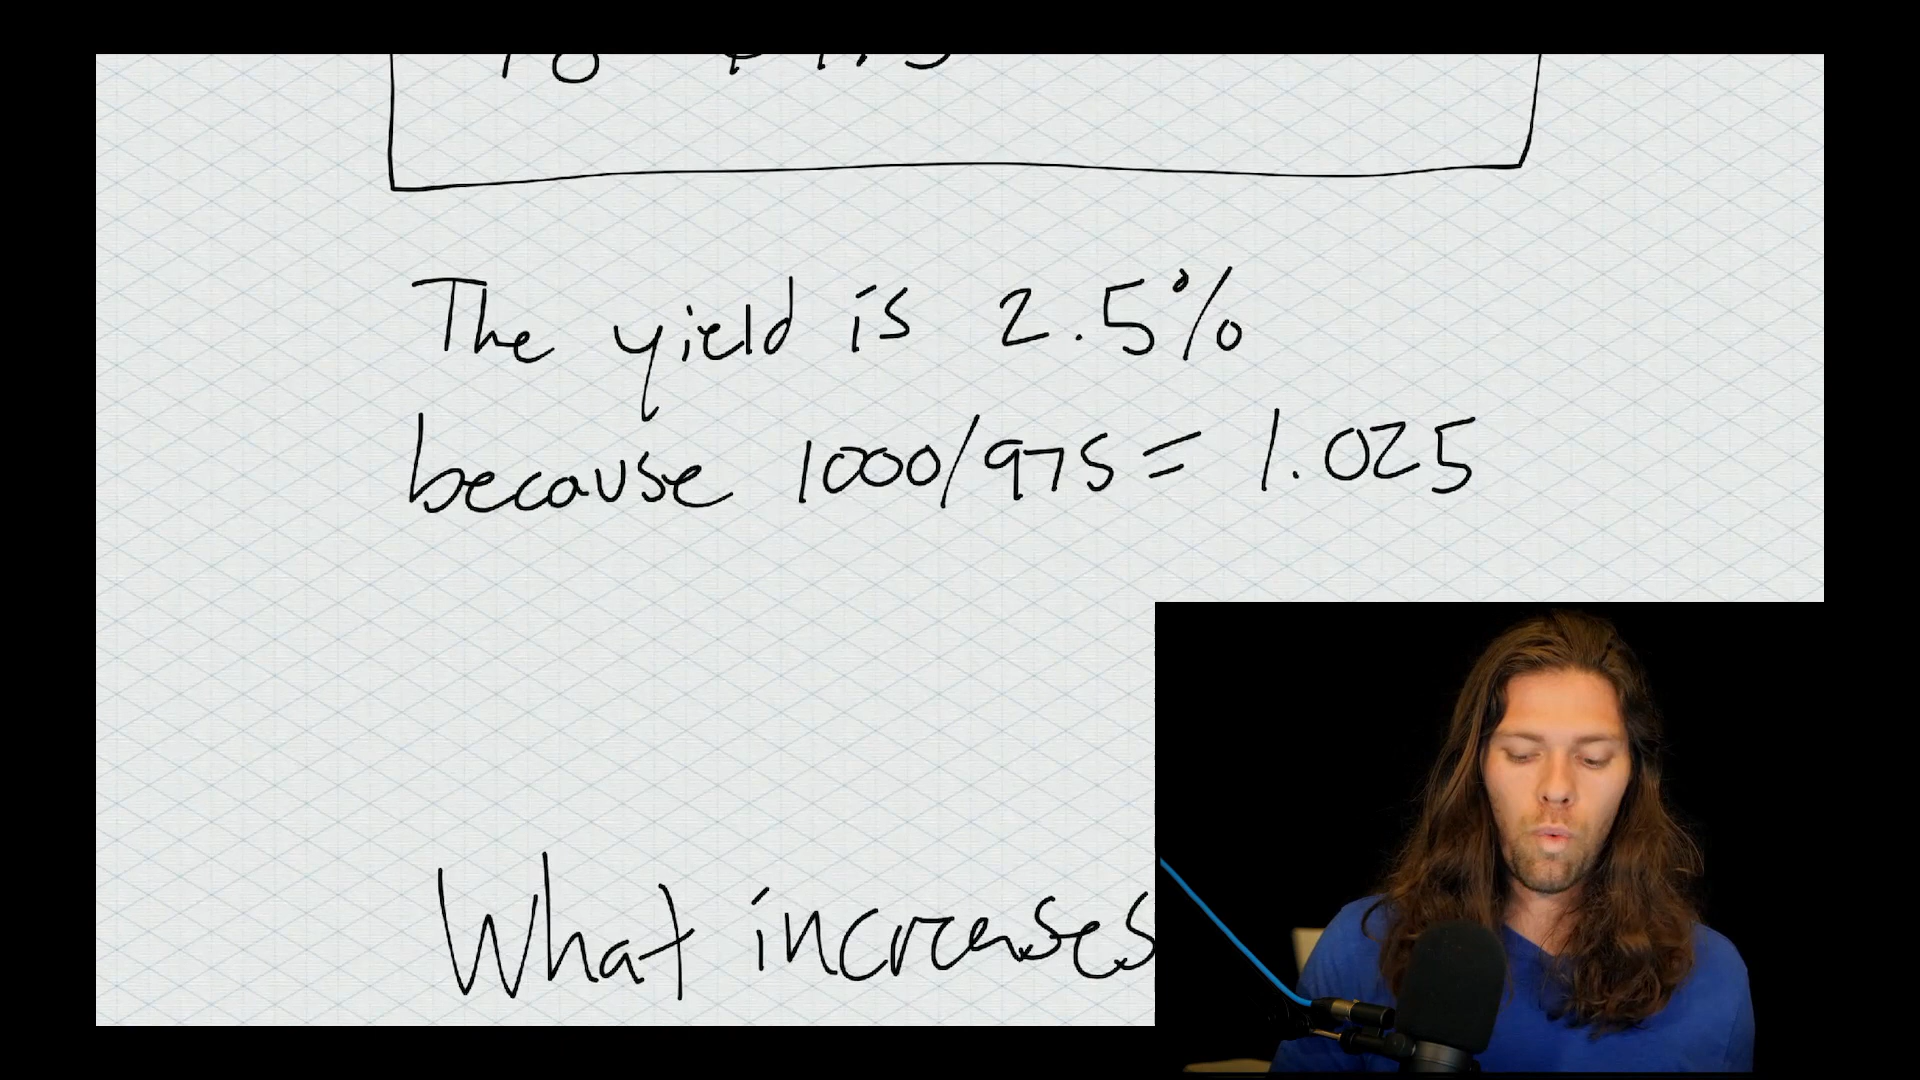 The yield is 2.5%
because 1000/975 = 1.025
What increases